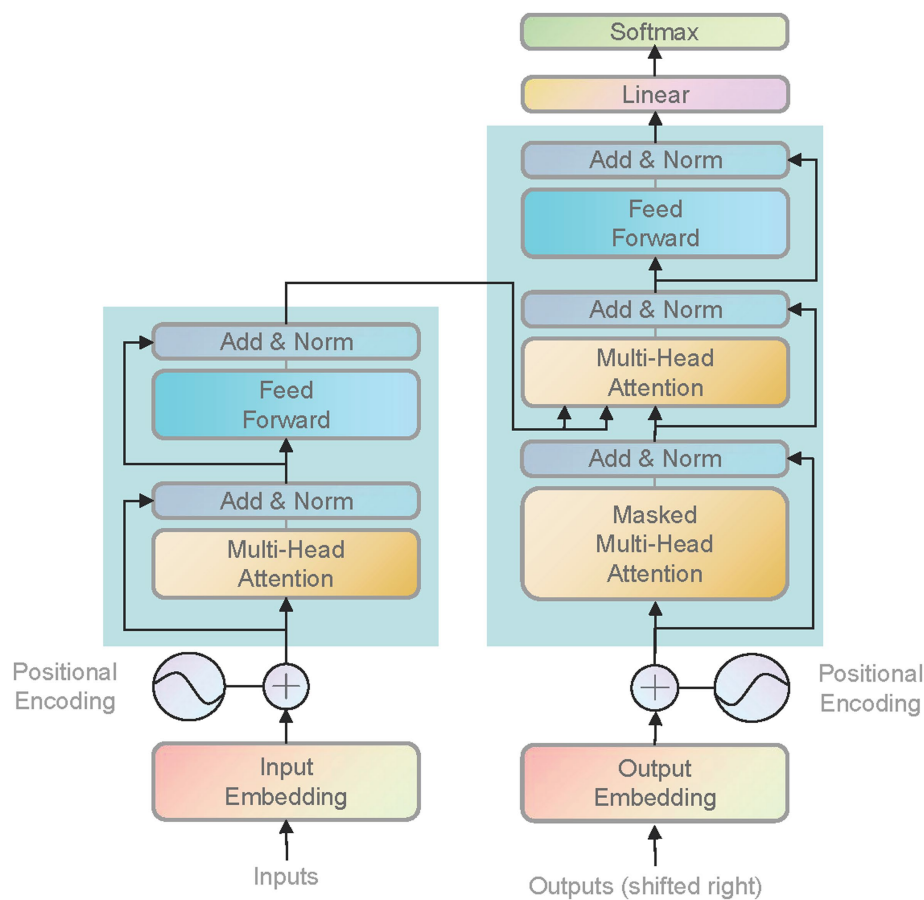 Softmax
Linear
Add & Norm
Feed
Forward
Add & Norm
Multi-Head
Attention
Add & Norm
Masked
Multi-Head
Attention
Add & Norm
Feed
Forward
Add & Norm
Multi-Head
Attention
Positional
Encoding
Positional
Encoding
Input
Embedding
Output
Embedding
Inputs
Outputs (shifted right)